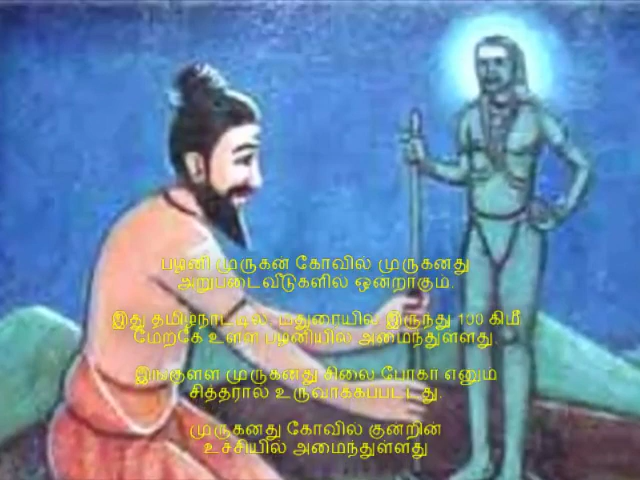 பழனி முருகன் கோவில் முருகனது
அறுபடைவீடுகளில் ஒன்றாகும்.
இது தமிழ்நாட்டில், மதுரையில் இருந்து 100 கிமீ
மேற்கே உள்ள பழனியில் அமைந்துள்ளது.
இங்குள்ள முருகனது சிலை போகர் எனும்
சித்தரால் உருவாக்கப்பட்டது.
முருகனது கோவில் குன்றின்
உச்சியில் அமைந்துள்ளது